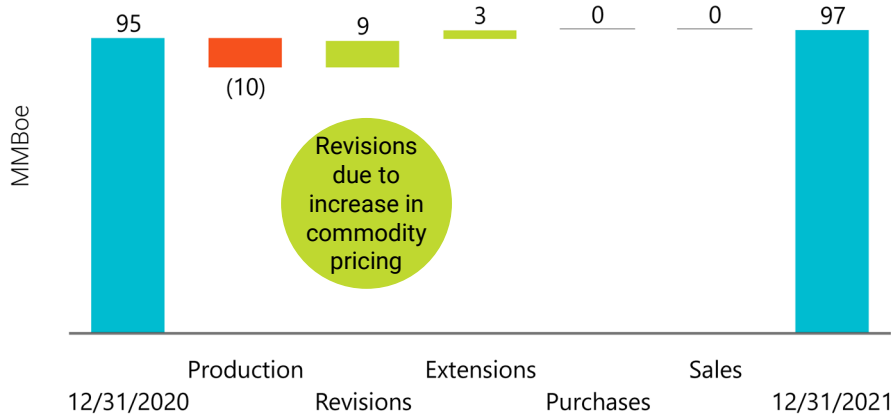 95
(10)
9
3
0
0
97
MMBoe
Revisions
due to
increase in
commodity
pricing
Production
Extensions
Sales
12/31/2020
Revisions
Purchases
12/31/2021